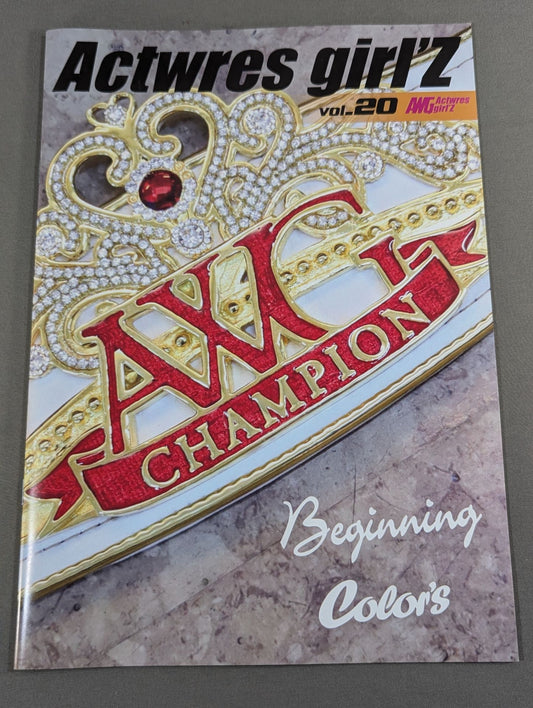 Actwres girl'Z
vol.20 AWG Actwres girl'Z
AWG
CHAMPION
Beginning
Color's